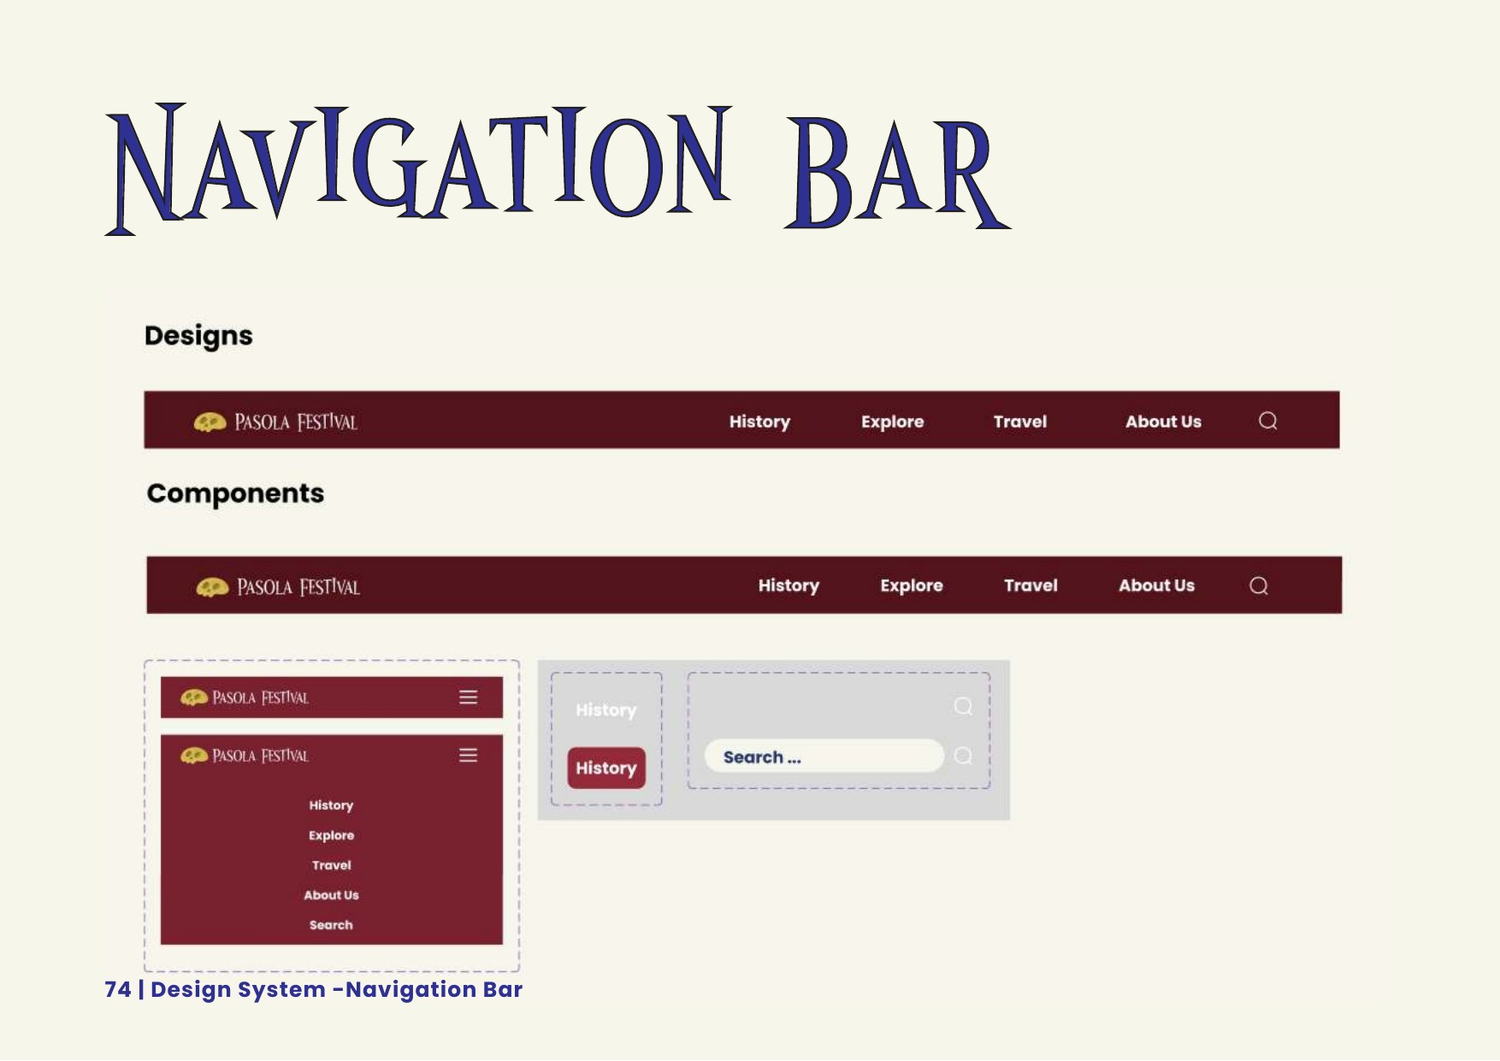 NAVIGATION BAR
Designs
PASOLA FESTIVAL History Explore Travel About Us
Components
PASOLA FESTIVAL History Explore Travel About Us
PASOLA FESTIVAL
PASOLA FESTIVAL
History
Explore
Travel
About Us
Search
History
History
Search ...
74 | Design System -Navigation Bar